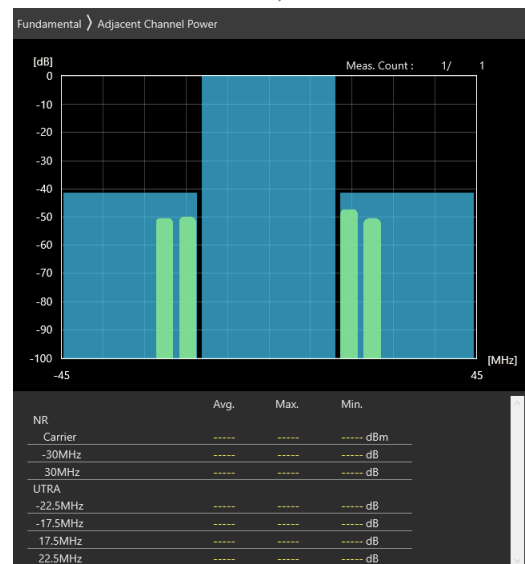 Fundamental 〉 Adjacent Channel Power
[dB]
Meas. Count : 1/ 1
0
-10
-20
-30
-40
-50
-60
-70
-80
-90
-100
[MHz]
-45 45
Avg. Max. Min.
NR
Carrier ----- ----- ----- dBm
-30MHz ----- ----- ----- dB
30MHz ----- ----- ----- dB
UTRA
-22.5MHz ----- ----- ----- dB
-17.5MHz ----- ----- ----- dB
17.5MHz ----- ----- ----- dB
22.5MHz ----- ----- ----- dB